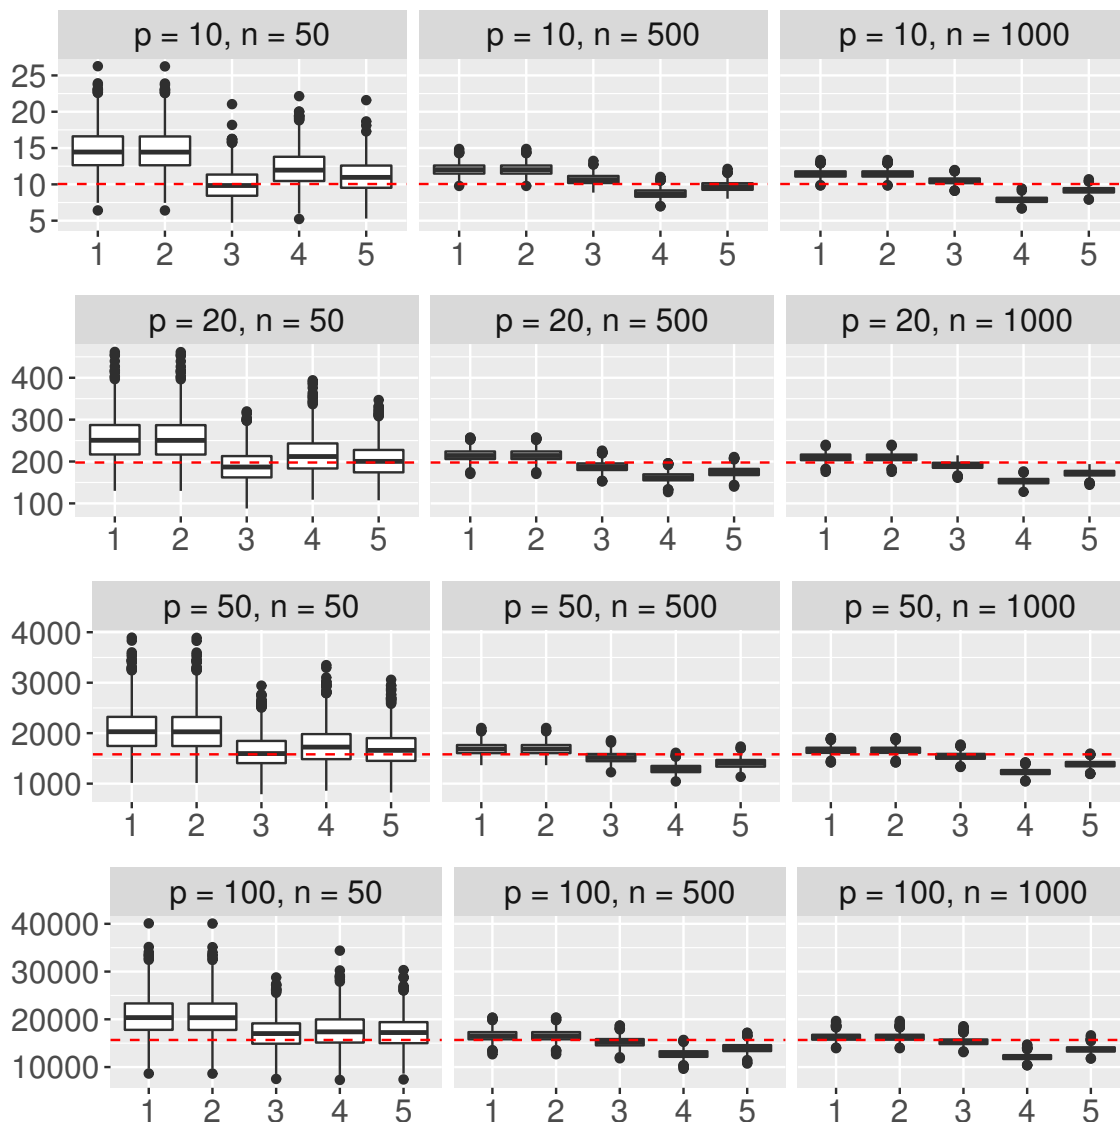 p = 10, n = 50 p = 10, n = 500 p = 10, n = 1000
25
20
15
10
5
1 2 3 4 5 1 2 3 4 5 1 2 3 4 5
p = 20, n = 50 p = 20, n = 500 p = 20, n = 1000
400
300
200
100
1 2 3 4 5 1 2 3 4 5 1 2 3 4 5
p = 50, n = 50 p = 50, n = 500 p = 50, n = 1000
4000
3000
2000
1000
1 2 3 4 5 1 2 3 4 5 1 2 3 4 5
p = 100, n = 50 p = 100, n = 500 p = 100, n = 1000
40000
30000
20000
10000
1 2 3 4 5 1 2 3 4 5 1 2 3 4 5